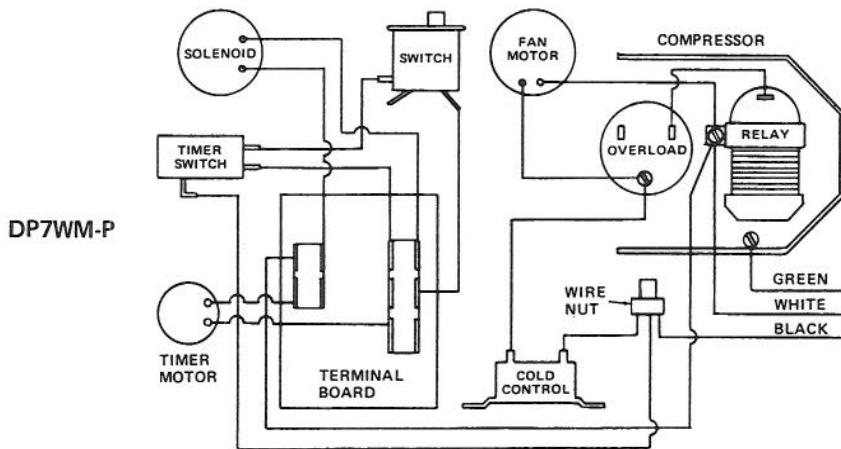 SOLENOID
SWITCH
FAN
MOTOR
COMPRESSOR
TIMER
SWITCH
OVERLOAD
RELAY
DP7WM-P
TIMER
MOTOR
TERMINAL
BOARD
WIRE
NUT
COLD
CONTROL
GREEN
WHITE
BLACK